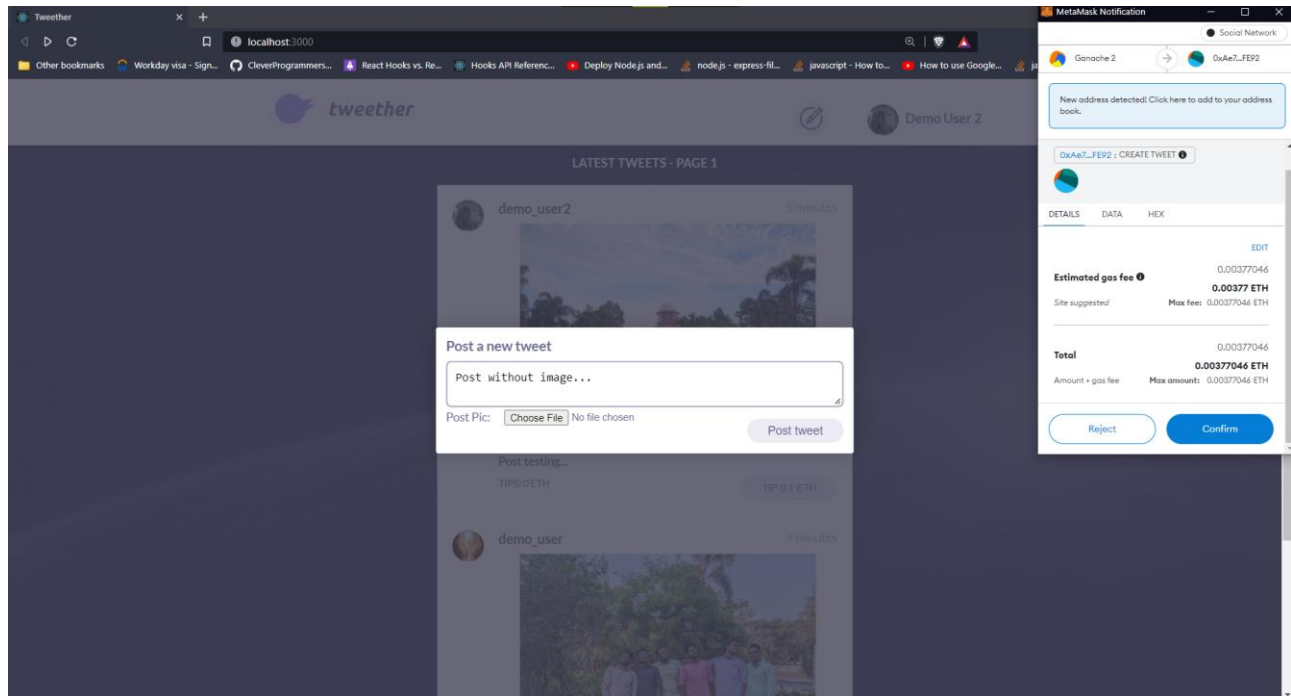 Tweether
localhost:3000
Other bookmarks
Workday visa - Sign...
CleverProgrammers...
React Hooks vs. Re...
Hooks API Referenc...
Deploy Node.js and...
node.js - express-fil...
javascript - How to...
How to use Google...
tweether
Demo User 2
LATEST TWEETS - PAGE 1
demo_user2
5 minutes
Post a new tweet
Post without image...
Post Pic: Choose File No file chosen
Post tweet
Post testing...
TIPS: 0 ETH
TIP 0.1 ETH
demo_user
9 minutes
MetaMask Notification
Social Network
Ganache 2
0xAe7...FE92
New address detected! Click here to add to your address
book.
0xAe7...FE92 : CREATE TWEET
DETAILS DATA HEX
EDIT
0.00377046
Estimated gas fee
0.00377 ETH
Site suggested Max fee: 0.00377046 ETH
0.00377046
Total
0.00377046 ETH
Amount + gas fee Max amount: 0.00377046 ETH
Reject Confirm